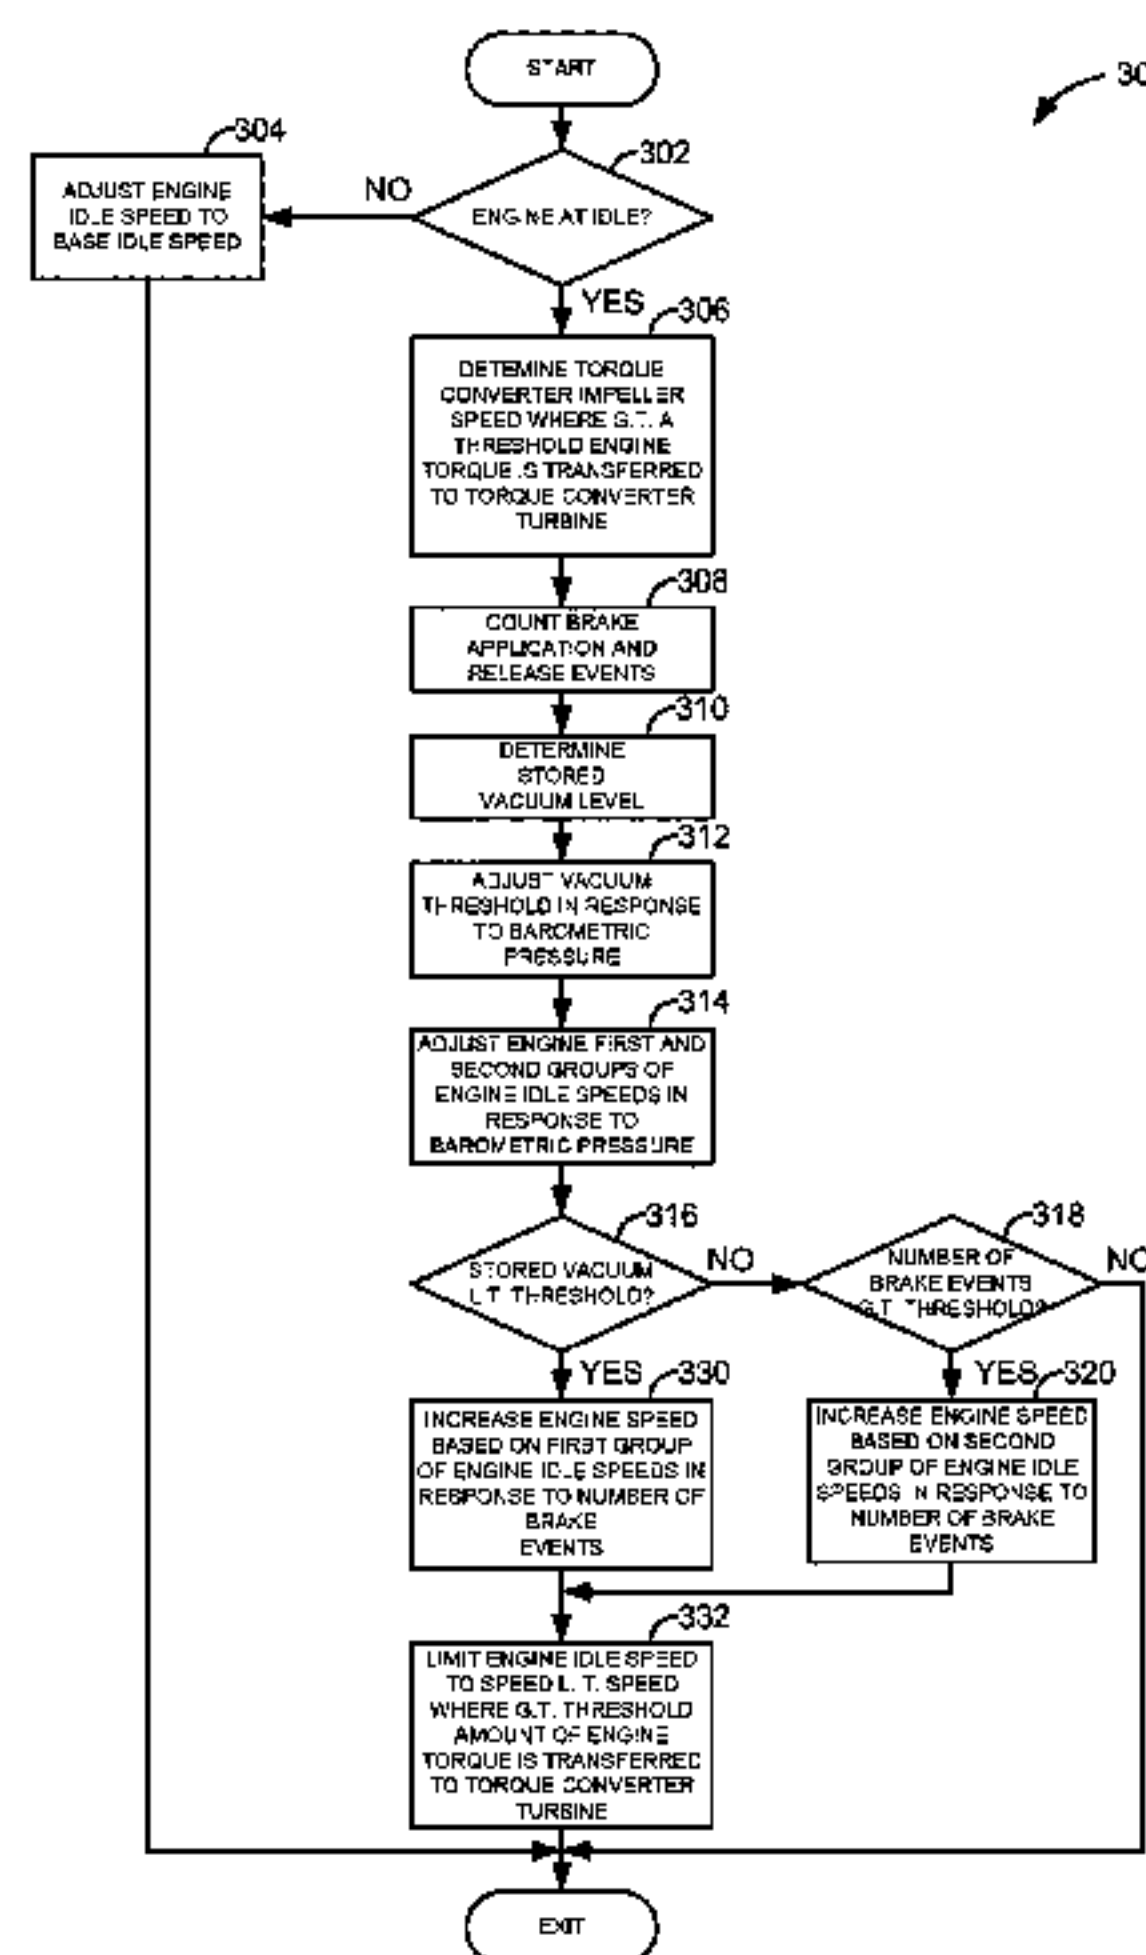 START
30
304
302
ADJUST ENGINE
IDLE SPEED TO
BASE IDLE SPEED
NO
ENGINE AT IDLE?
YES
306
DETEMINE TORQUE
CONVERTER IMPELLER
SPEED WHERE G.T. A
THRESHOLD ENGINE
TORQUE IS TRANSFERRED
TO TORQUE CONVERTER
TURBINE
308
COUNT BRAKE
APPLICATION AND
RELEASE EVENTS
310
DETERMINE
STORED
VACUUM LEVEL
312
ADJUST VACUUM
THRESHOLD IN RESPONSE
TO BAROMETRIC
PRESSURE
314
ADJUST ENGINE FIRST AND
SECOND GROUPS OF
ENGINE IDLE SPEEDS IN
RESPONSE TO
BAROMETRIC PRESSURE
316
STORED VACUUM
L.T. THRESHOLD?
NO
318
NUMBER OF
BRAKE EVENTS
G.T. THRESHOLD?
NO
YES
330
INCREASE ENGINE SPEED
BASED ON FIRST GROUP
OF ENGINE IDLE SPEEDS IN
RESPONSE TO NUMBER OF
BRAKE
EVENTS
YES
320
INCREASE ENGINE SPEED
BASED ON SECOND
GROUP OF ENGINE IDLE
SPEEDS IN RESPONSE TO
NUMBER OF BRAKE
EVENTS
332
LIMIT ENGINE IDLE SPEED
TO SPEED L.T. SPEED
WHERE G.T. THRESHOLD
AMOUNT OF ENGINE
TORQUE IS TRANSFERRED
TO TORQUE CONVERTER
TURBINE
EXIT